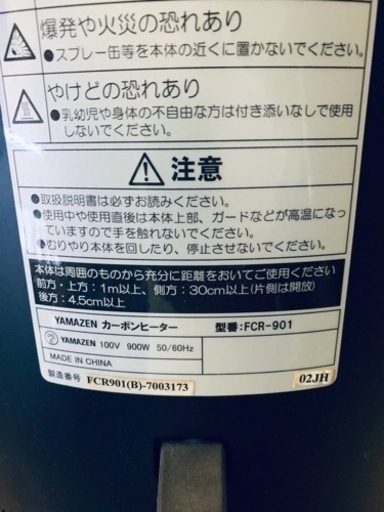 爆発や火災の恐れあり
●スプレー缶等を本体の近くに置かないでください。
やけどの恐れあり
●乳幼児や身体の不自由な方は付き添いなしで使用
しないでください。
注意
●取扱説明書は必ずお読みください。
●使用中や使用直後は本体上部、ガードなどが高温になっ
ていますので手を触れないでください。
●むりやり本体を回したり、停止させないでください。
本体は周囲のものから充分に距離をおいてご使用ください。
前方・上方：1m以上、側方：30cm以上(片側は開放)
後方：4.5cm以上
YAMAZEN カーボンヒーター 型番:FCR-901
YAMAZEN 100V 900W 50/60Hz
MADE IN CHINA
製造番号 FCR901(B)-7003173 02JH